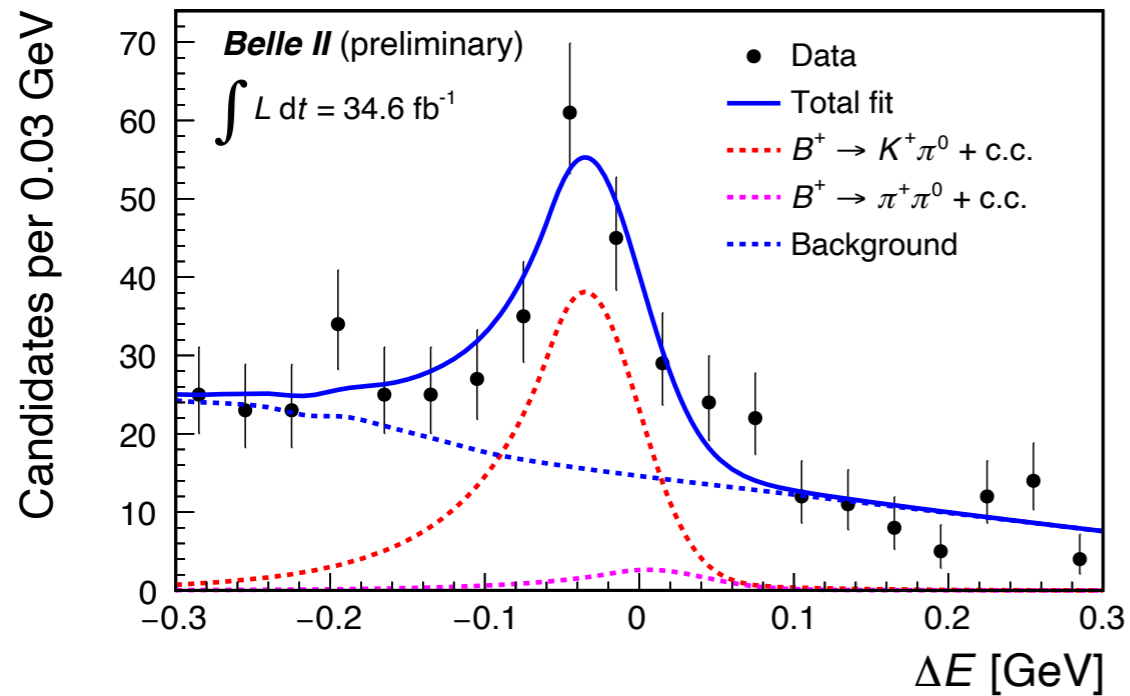 Candidates per 0.03 GeV
70
60
50
40
30
20
10
0
Belle II (preliminary)
∫ L dt = 34.6 fb⁻¹
Data
Total fit
B⁺ → K⁺π⁰ + c.c.
B⁺ → π⁺π⁰ + c.c.
Background
−0.3 −0.2 −0.1 0 0.1 0.2 0.3
ΔE [GeV]